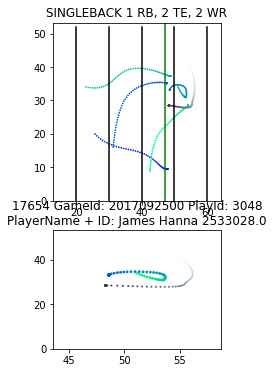 SINGLEBACK 1 RB, 2 TE, 2 WR
50
40
30
20
10
0
20 40 60
17654 GameId: 2017092500 PlayId: 3048
PlayerName + ID: James Hanna 2533028.0
40
20
0
45 50 55